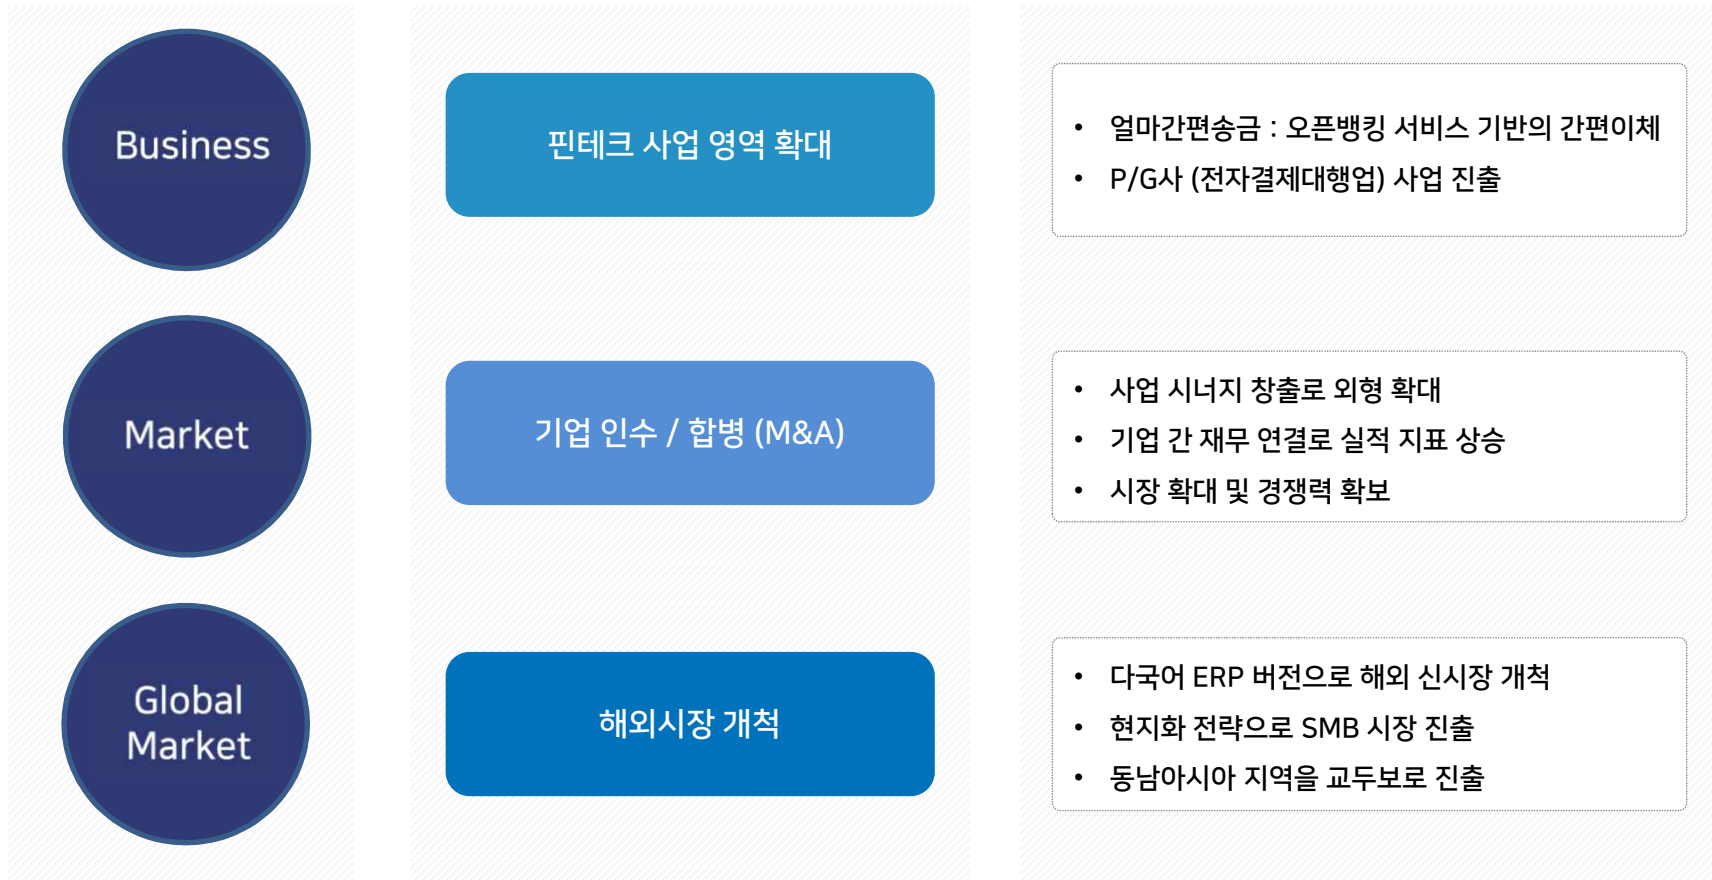 Business
핀테크 사업 영역 확대
• 얼마간편송금 : 오픈뱅킹 서비스 기반의 간편이체
• P/G사 (전자결제대행업) 사업 진출
Market
기업 인수 / 합병 (M&A)
• 사업 시너지 창출로 외형 확대
• 기업 간 재무 연결로 실적 지표 상승
• 시장 확대 및 경쟁력 확보
Global
Market
해외시장 개척
• 다국어 ERP 버전으로 해외 신시장 개척
• 현지화 전략으로 SMB 시장 진출
• 동남아시아 지역을 교두보로 진출